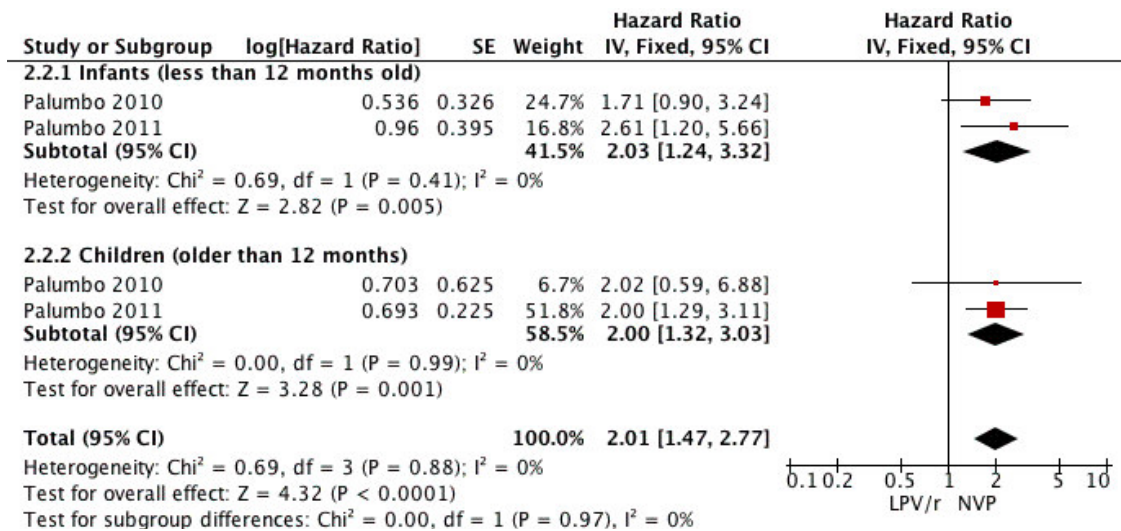 Hazard Ratio Hazard Ratio
Study or Subgroup log[Hazard Ratio] SE Weight IV, Fixed, 95% CI IV, Fixed, 95% CI
2.2.1 Infants (less than 12 months old)
Palumbo 2010 0.536 0.326 24.7% 1.71 [0.90, 3.24]
Palumbo 2011 0.96 0.395 16.8% 2.61 [1.20, 5.66]
Subtotal (95% CI) 41.5% 2.03 [1.24, 3.32]
Heterogeneity: Chi² = 0.69, df = 1 (P = 0.41); I² = 0%
Test for overall effect: Z = 2.82 (P = 0.005)
2.2.2 Children (older than 12 months)
Palumbo 2010 0.703 0.625 6.7% 2.02 [0.59, 6.88]
Palumbo 2011 0.693 0.225 51.8% 2.00 [1.29, 3.11]
Subtotal (95% CI) 58.5% 2.00 [1.32, 3.03]
Heterogeneity: Chi² = 0.00, df = 1 (P = 0.99); I² = 0%
Test for overall effect: Z = 3.28 (P = 0.001)
Total (95% CI) 100.0% 2.01 [1.47, 2.77]
Heterogeneity: Chi² = 0.69, df = 3 (P = 0.88); I² = 0%
Test for overall effect: Z = 4.32 (P < 0.0001)
Test for subgroup differences: Chi² = 0.00, df = 1 (P = 0.97), I² = 0%
0.1 0.2 0.5 1 2 5 10
LPV/r NVP